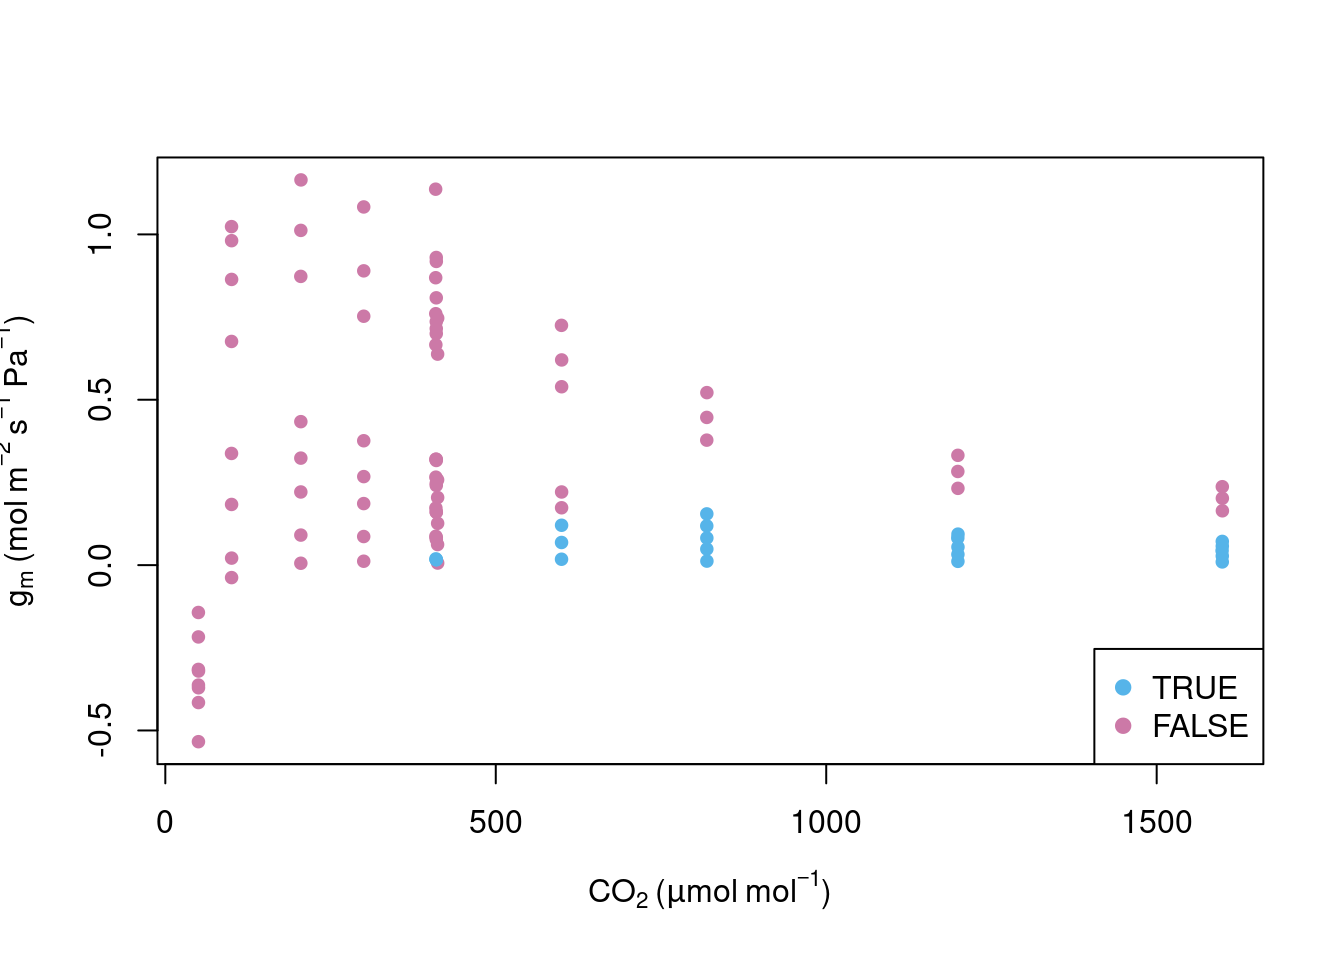 1.0
0.5
0.0
-0.5
gₘ (mol m⁻² s⁻¹ Pa⁻¹)
TRUE
FALSE
0 500 1000 1500
CO₂ (μmol mol⁻¹)